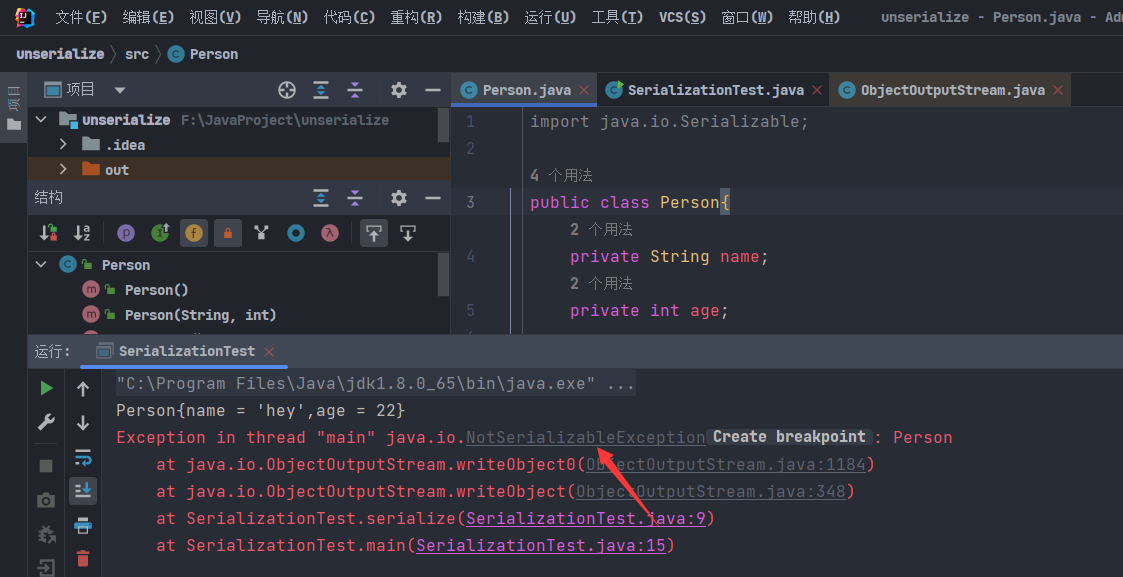 文件(F) 编辑(E) 视图(V) 导航(N) 代码(C) 重构(R) 构建(B) 运行(U) 工具(T) VCS(S) 窗口(W) 帮助(H) unserialize - Person.java - Ad
unserialize src Person
项目
项目
Person.java SerializationTest.java ObjectOutputStream.java
unserialize F:\JavaProject\unserialize
.idea
out
结构
Person
Person()
Person(String, int)
1 import java.io.Serializable;
2
4 个用法
3 public class Person{
2 个用法
4 private String name;
2 个用法
5 private int age;
运行: SerializationTest
"C:\Program Files\Java\jdk1.8.0_65\bin\java.exe" ...
Person{name = 'hey',age = 22}
Exception in thread "main" java.io.NotSerializableException Create breakpoint : Person
at java.io.ObjectOutputStream.writeObject0(ObjectOutputStream.java:1184)
at java.io.ObjectOutputStream.writeObject(ObjectOutputStream.java:348)
at SerializationTest.serialize(SerializationTest.java:9)
at SerializationTest.main(SerializationTest.java:15)